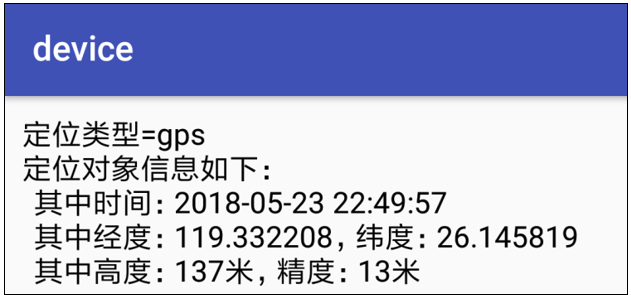 device
定位类型=gps
定位对象信息如下：
其中时间：2018-05-23 22:49:57
其中经度：119.332208，纬度：26.145819
其中高度：137米，精度：13米